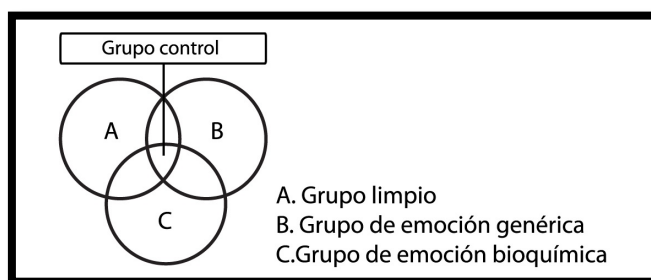 Grupo control
A
B
C
A. Grupo limpio
B. Grupo de emoción genérica
C.Grupo de emoción bioquímica